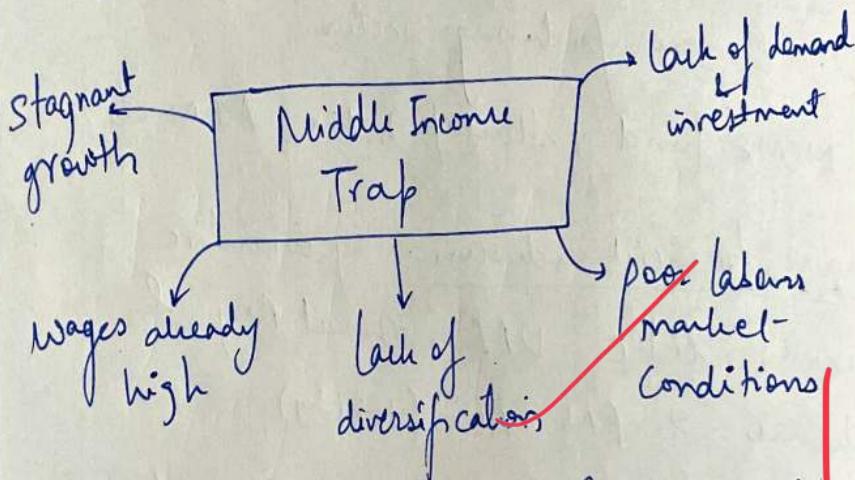 Middle Income
Trap
Stagnant
growth
lack of demand
investment
wages already
high
lack of
diversification
poor labour
market
conditions